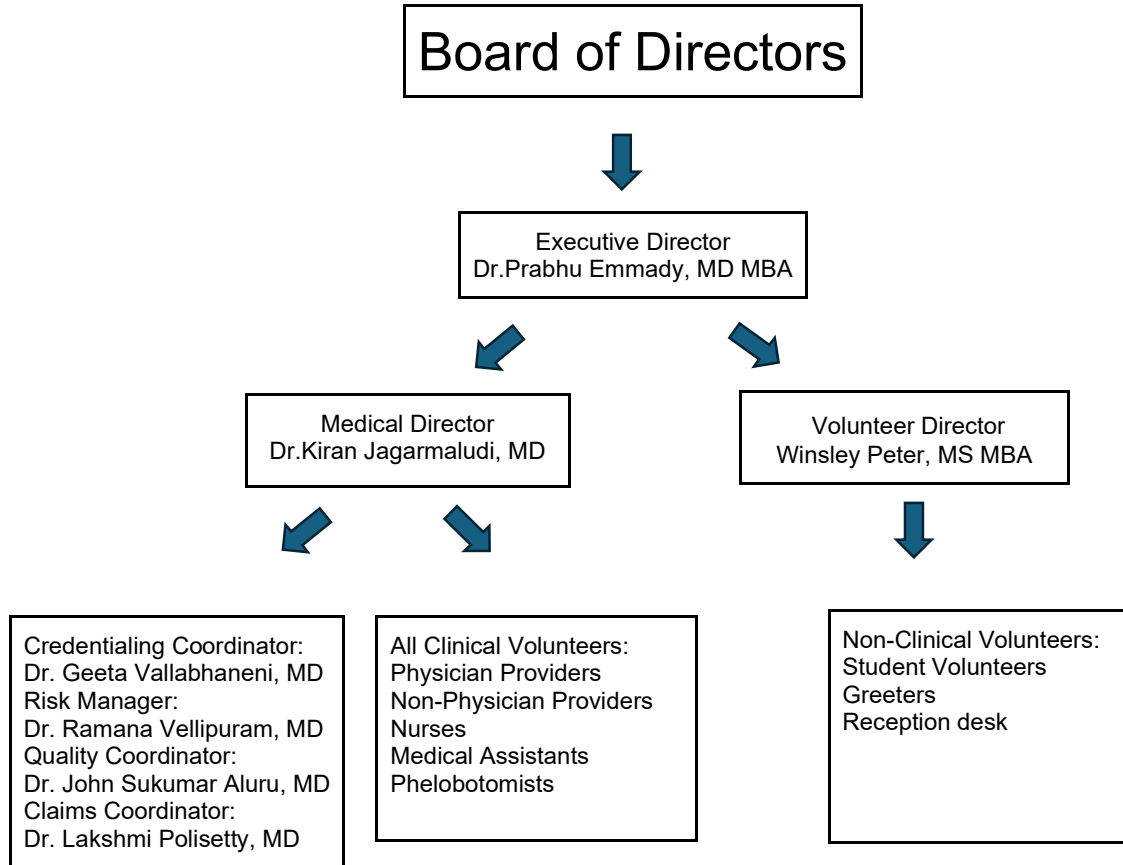 Board of Directors
Executive Director
Dr.Prabhu Emmady, MD MBA
Medical Director
Dr.Kiran Jagarmaludi, MD
Volunteer Director
Winsley Peter, MS MBA
Credentialing Coordinator:
Dr. Geeta Vallabhaneni, MD
Risk Manager:
Dr. Ramana Vellipuram, MD
Quality Coordinator:
Dr. John Sukumar Aluru, MD
Claims Coordinator:
Dr. Lakshmi Polisetty, MD
All Clinical Volunteers:
Physician Providers
Non-Physician Providers
Nurses
Medical Assistants
Phelobotomists
Non-Clinical Volunteers:
Student Volunteers
Greeters
Reception desk